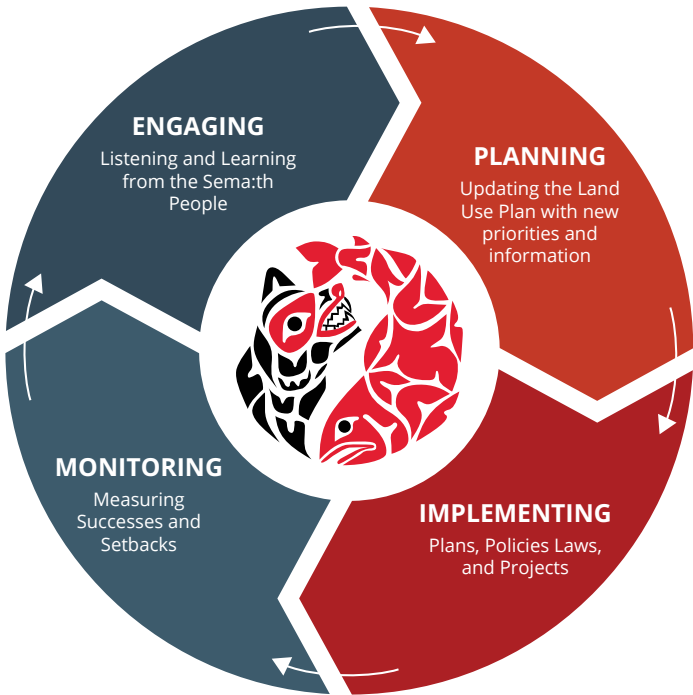 ENGAGING
Listening and Learning
from the Sema:th
People
PLANNING
Updating the Land
Use Plan with new
priorities and
information
IMPLEMENTING
Plans, Policies Laws,
and Projects
MONITORING
Measuring
Successes and
Setbacks